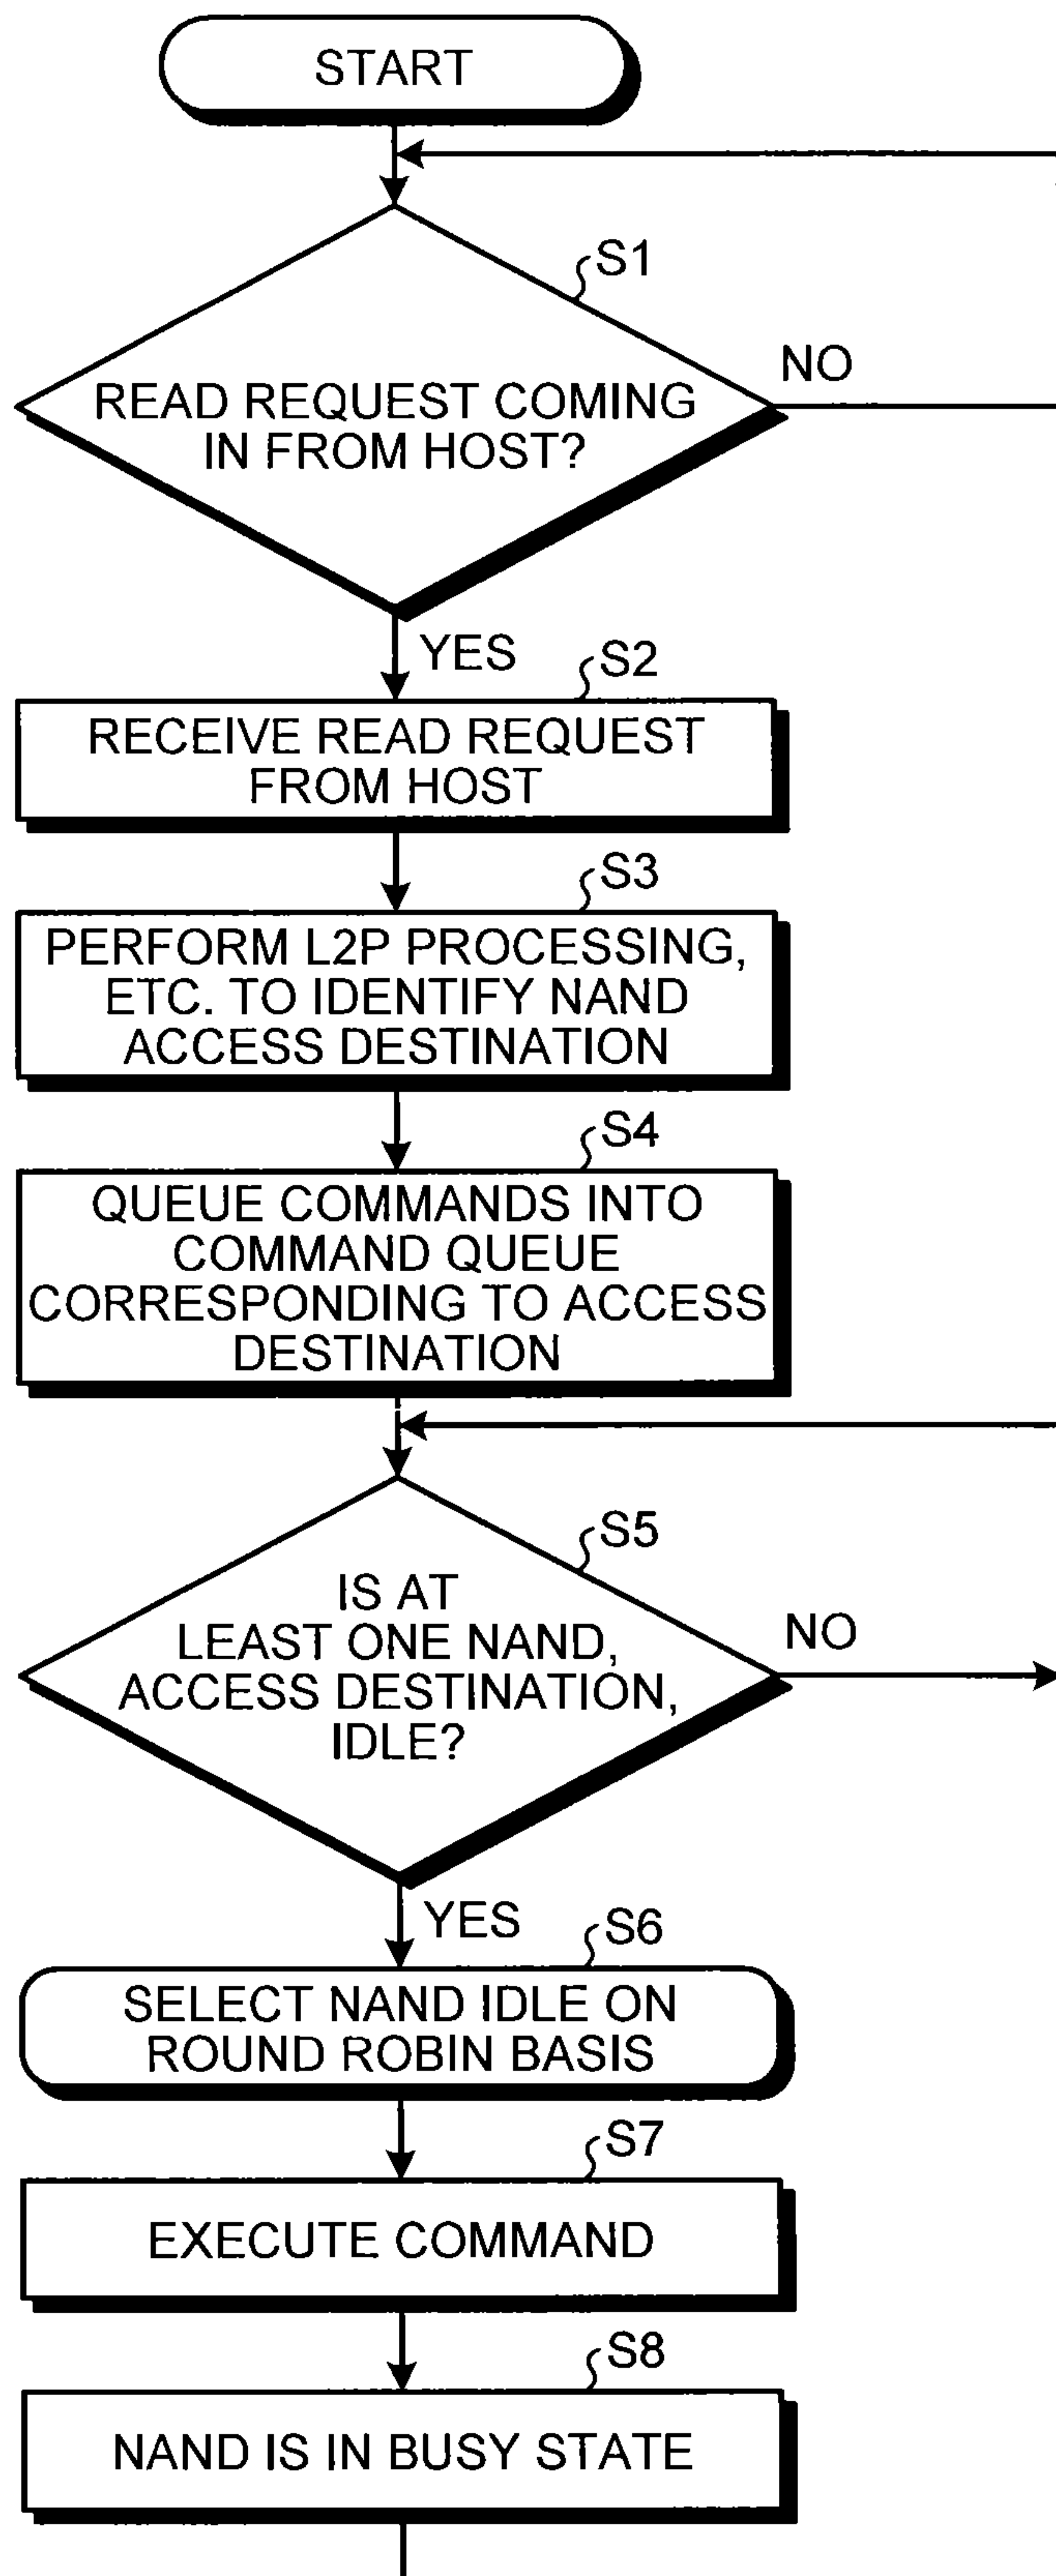 START
S1
NO
READ REQUEST COMING
IN FROM HOST?
YES
S2
RECEIVE READ REQUEST
FROM HOST
S3
PERFORM L2P PROCESSING,
ETC. TO IDENTIFY NAND
ACCESS DESTINATION
S4
QUEUE COMMANDS INTO
COMMAND QUEUE
CORRESPONDING TO ACCESS
DESTINATION
S5
IS AT
LEAST ONE NAND,
ACCESS DESTINATION,
IDLE?
NO
YES
S6
SELECT NAND IDLE ON
ROUND ROBIN BASIS
S7
EXECUTE COMMAND
S8
NAND IS IN BUSY STATE